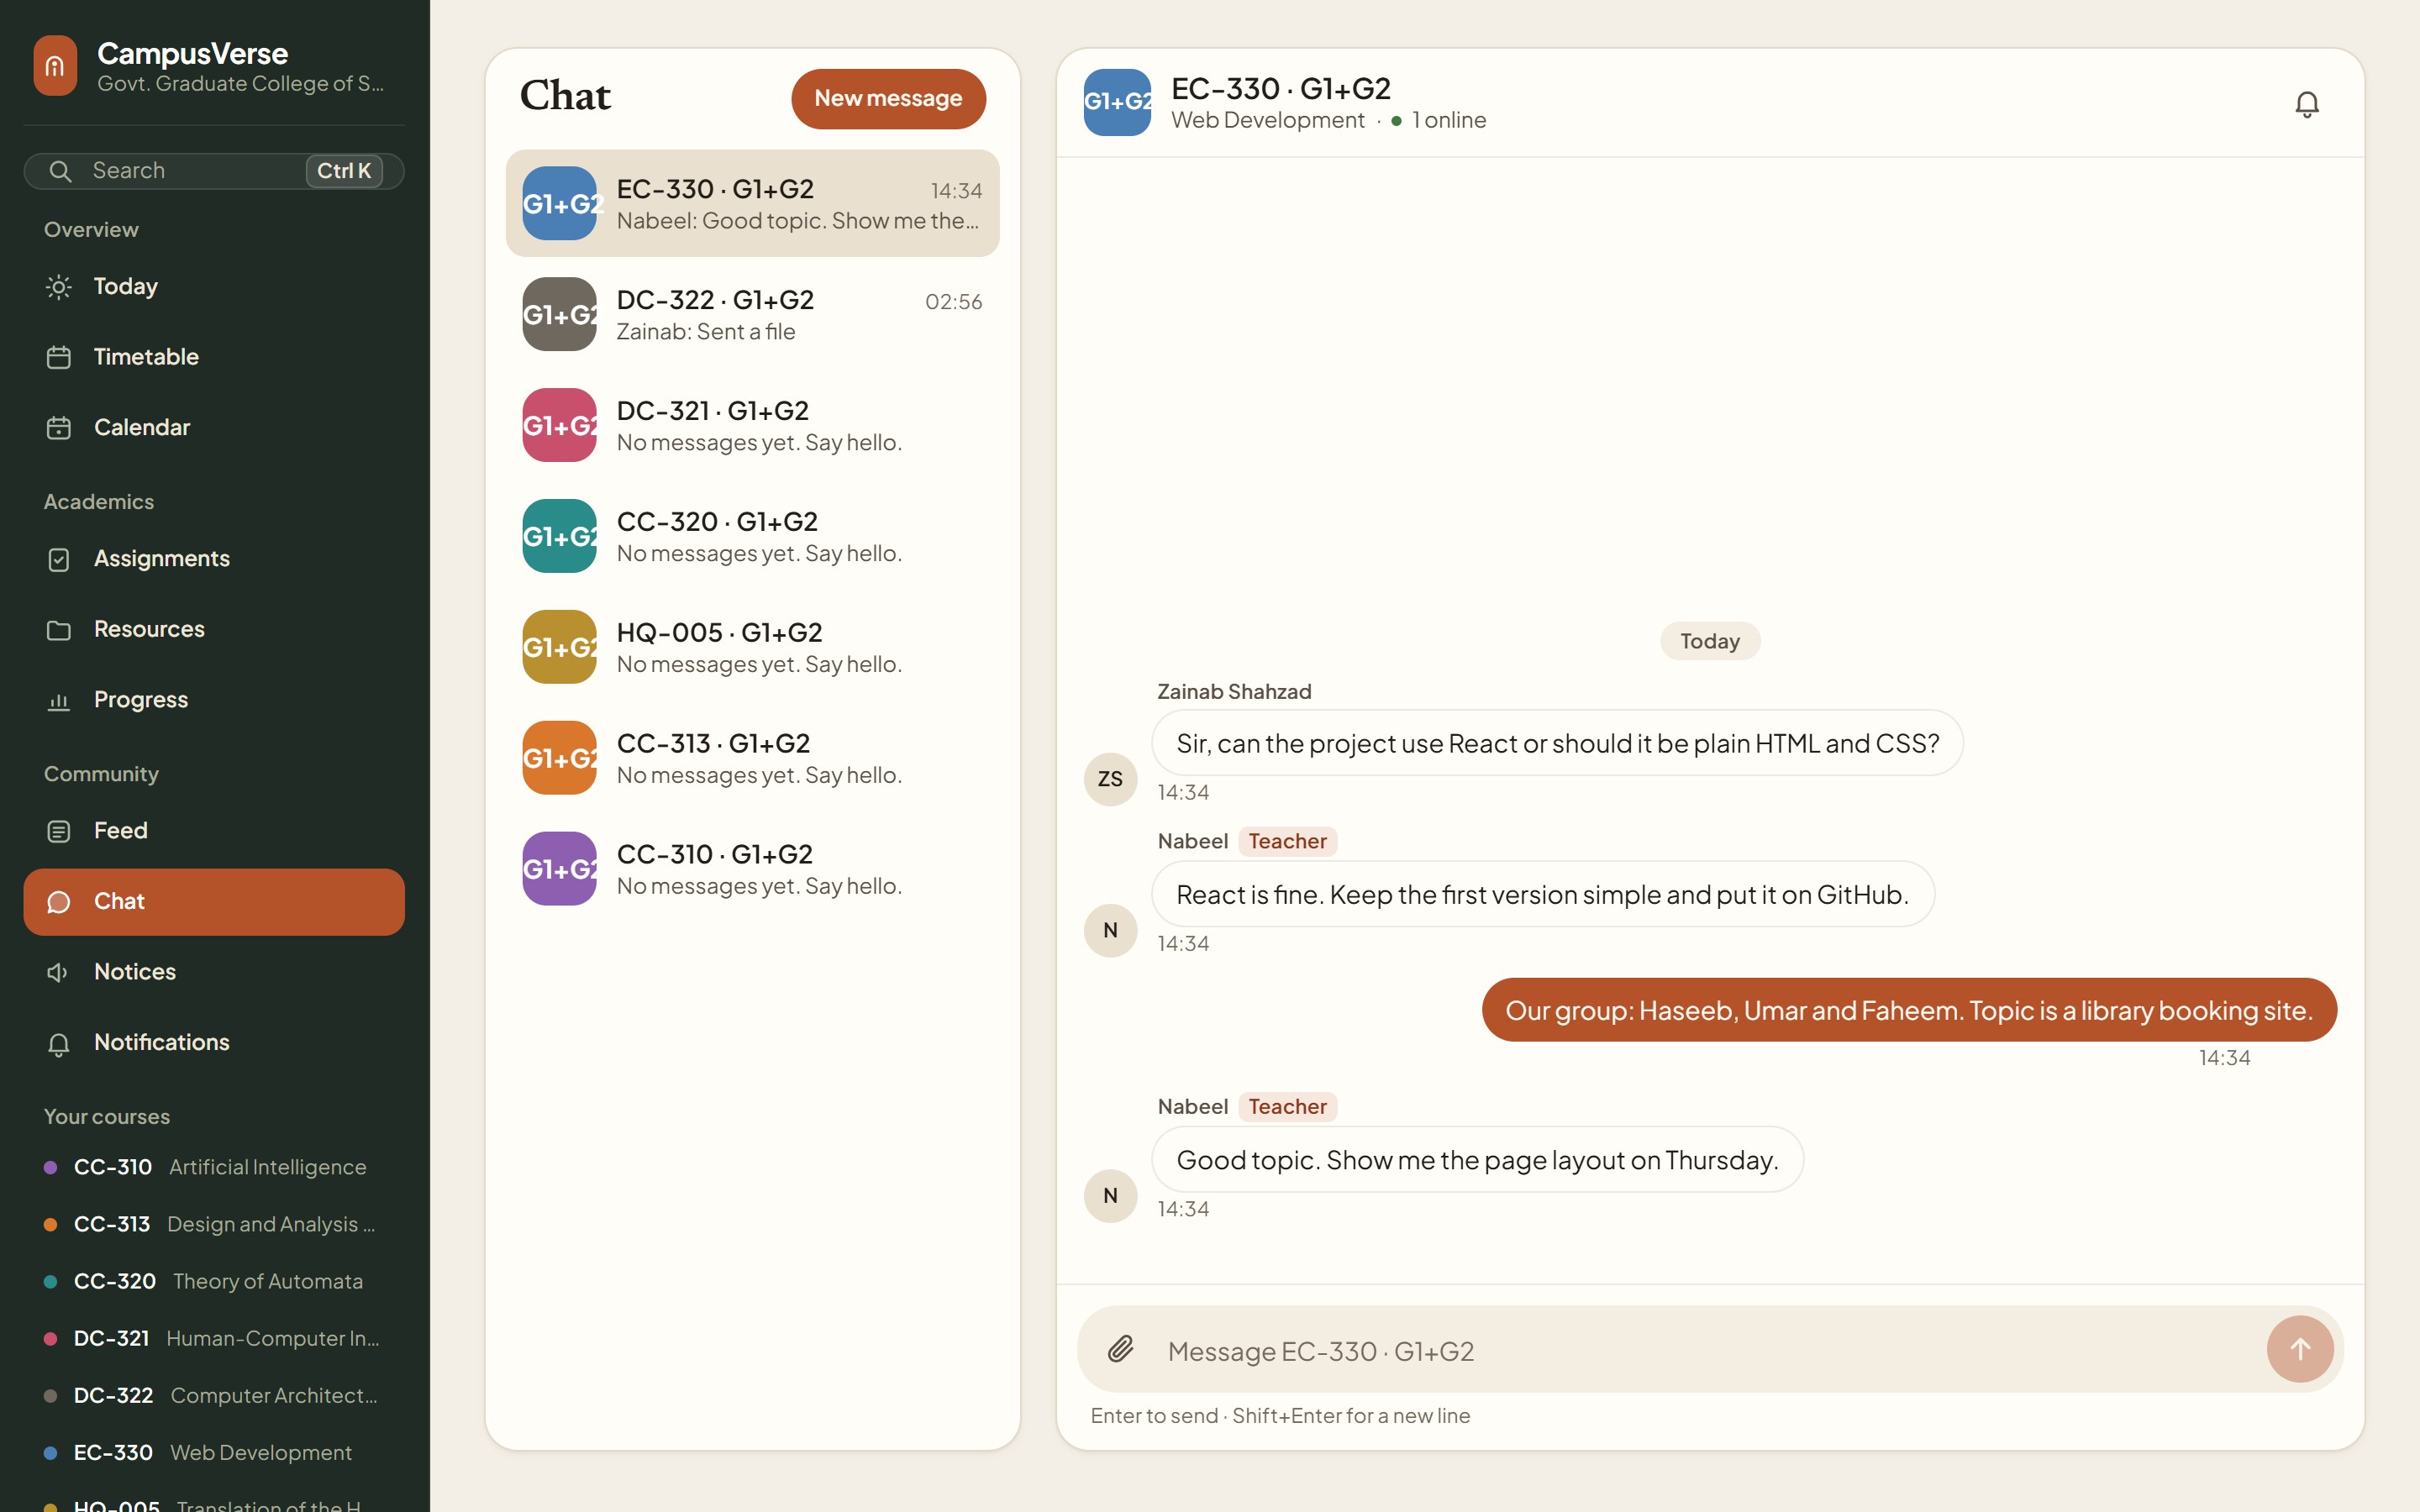 CampusVerse
Govt. Graduate College of S...
Search
Ctrl K
Overview
Today
Timetable
Calendar
Academics
Assignments
Resources
Progress
Community
Feed
Chat
Notices
Notifications
Your courses
CC-310 Artificial Intelligence
CC-313 Design and Analysis ...
CC-320 Theory of Automata
DC-321 Human-Computer In...
DC-322 Computer Architect...
EC-330 Web Development
HQ-005 Translation of the H
Chat
New message
G1+G2
EC-330 · G1+G2
14:34
Nabeel: Good topic. Show me the...
G1+G2
DC-322 · G1+G2
02:56
Zainab: Sent a file
G1+G2
DC-321 · G1+G2
No messages yet. Say hello.
G1+G2
CC-320 · G1+G2
No messages yet. Say hello.
G1+G2
HQ-005 · G1+G2
No messages yet. Say hello.
G1+G2
CC-313 · G1+G2
No messages yet. Say hello.
G1+G2
CC-310 · G1+G2
No messages yet. Say hello.
G1+G2
EC-330 · G1+G2
Web Development · 1 online
Today
Zainab Shahzad
Sir, can the project use React or should it be plain HTML and CSS?
ZS
14:34
Nabeel Teacher
React is fine. Keep the first version simple and put it on GitHub.
N
14:34
Our group: Haseeb, Umar and Faheem. Topic is a library booking site.
14:34
Nabeel Teacher
Good topic. Show me the page layout on Thursday.
N
14:34
Message EC-330 · G1+G2
Enter to send · Shift+Enter for a new line